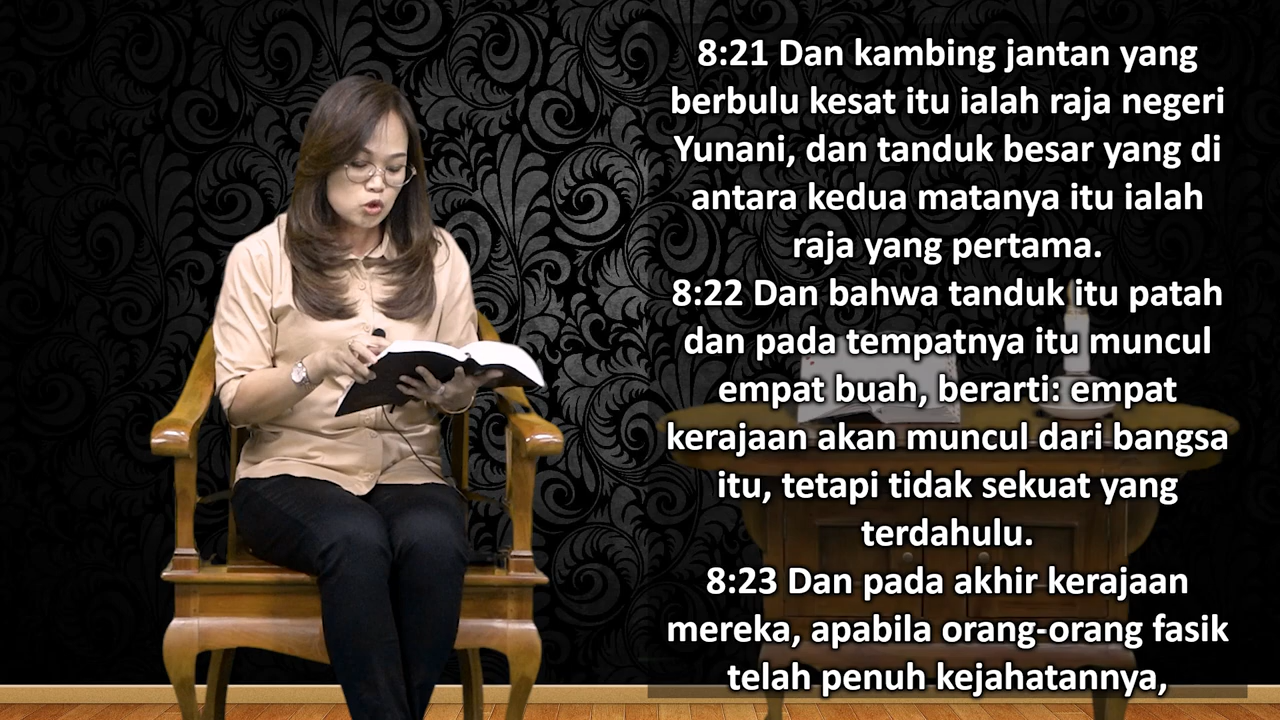 8:21 Dan kambing jantan yang
berbulu kesat itu ialah raja negeri
Yunani, dan tanduk besar yang di
antara kedua matanya itu ialah
raja yang pertama.
8:22 Dan bahwa tanduk itu patah
dan pada tempatnya itu muncul
empat buah, berarti: empat
kerajaan akan muncul dari bangsa
itu, tetapi tidak sekuat yang
terdahulu.
8:23 Dan pada akhir kerajaan
mereka, apabila orang-orang fasik
telah penuh kejahatannya,